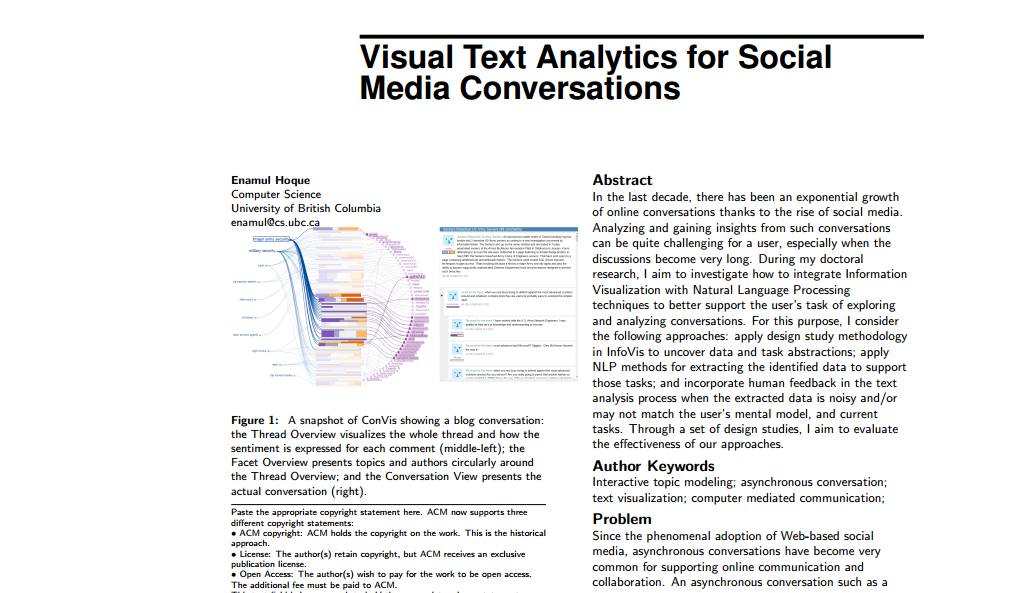 Visual Text Analytics for Social
Media Conversations
Enamul Hoque
Computer Science
University of British Columbia
enamul@cs.ubc.ca
major army security
military security
Figure 1: A snapshot of ConVis showing a blog conversation:
the Thread Overview visualizes the whole thread and how the
sentiment is expressed for each comment (middle-left); the
Facet Overview presents topics and authors circularly around
the Thread Overview; and the Conversation View presents the
actual conversation (right).
Paste the appropriate copyright statement here. ACM now supports three
different copyright statements:
• ACM copyright: ACM holds the copyright on the work. This is the historical
approach.
• License: The author(s) retain copyright, but ACM receives an exclusive
publication license.
• Open Access: The author(s) wish to pay for the work to be open access.
The additional fee must be paid to ACM.
Abstract
In the last decade, there has been an exponential growth
of online conversations thanks to the rise of social media.
Analyzing and gaining insights from such conversations
can be quite challenging for a user, especially when the
discussions become very long. During my doctoral
research, I aim to investigate how to integrate Information
Visualization with Natural Language Processing
techniques to better support the user's task of exploring
and analyzing conversations. For this purpose, I consider
the following approaches: apply design study methodology
in InfoVis to uncover data and task abstractions; apply
NLP methods for extracting the identified data to support
those tasks; and incorporate human feedback in the text
analysis process when the extracted data is noisy and/or
may not match the user's mental model, and current
tasks. Through a set of design studies, I aim to evaluate
the effectiveness of our approaches.
Author Keywords
Interactive topic modeling; asynchronous conversation;
text visualization; computer mediated communication;
Problem
Since the phenomenal adoption of Web-based social
media, asynchronous conversations have become very
common for supporting online communication and
collaboration. An asynchronous conversation such as a